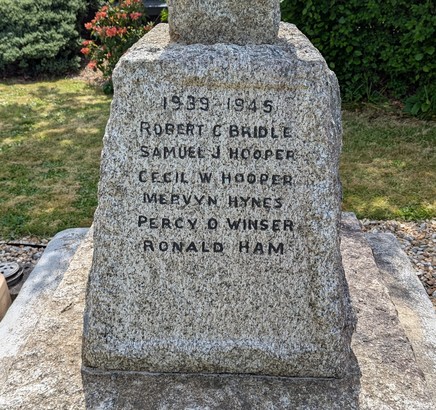 1939-1945
ROBERT C BRIDLE
SAMUEL J HOOPER
CECIL W HOOPER
MERVYN HYNES
PERCY D WINSER
RONALD HAM